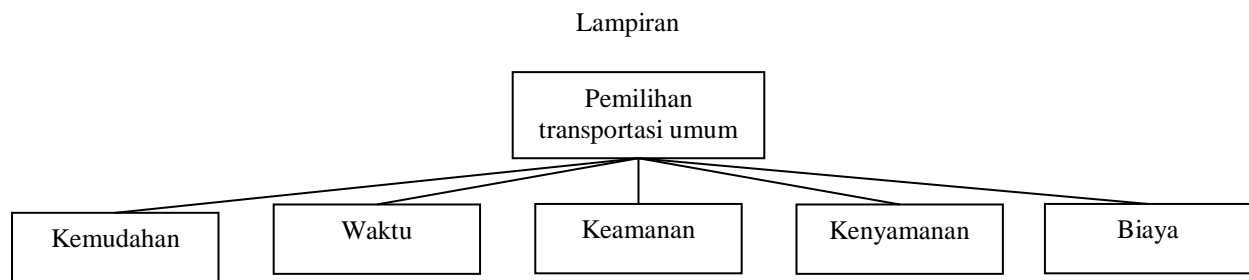 Lampiran
Pemilihan
transportasi umum
Kemudahan
Waktu
Keamanan
Kenyamanan
Biaya